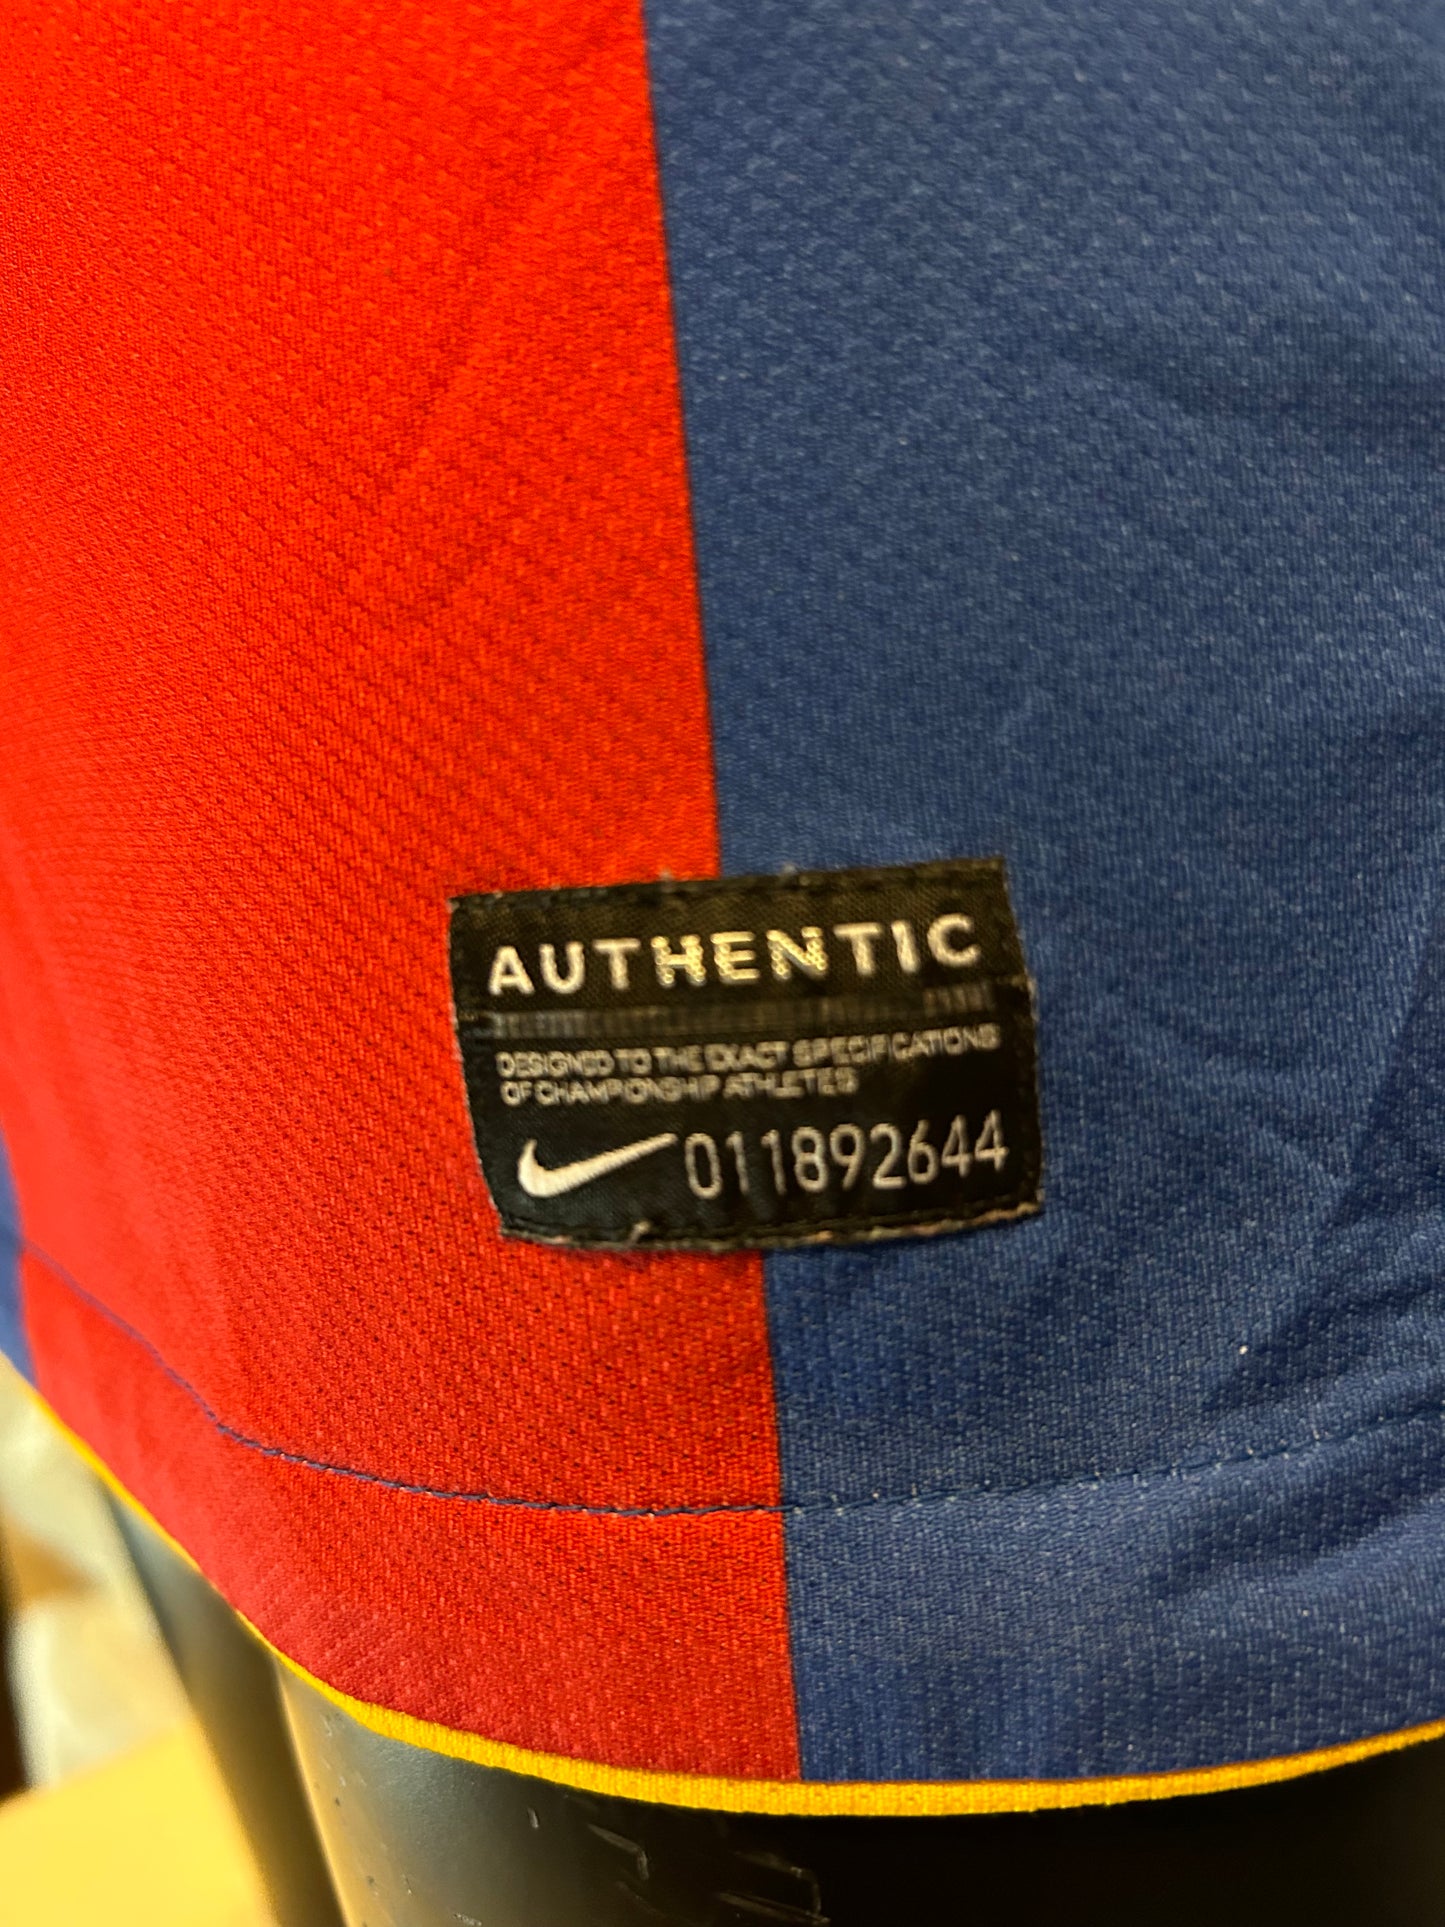 AUTHENTIC
DESIGNED TO THE EXACT SPECIFICATIONS
OF CHAMPIONSHIP ATHLETES
011892644